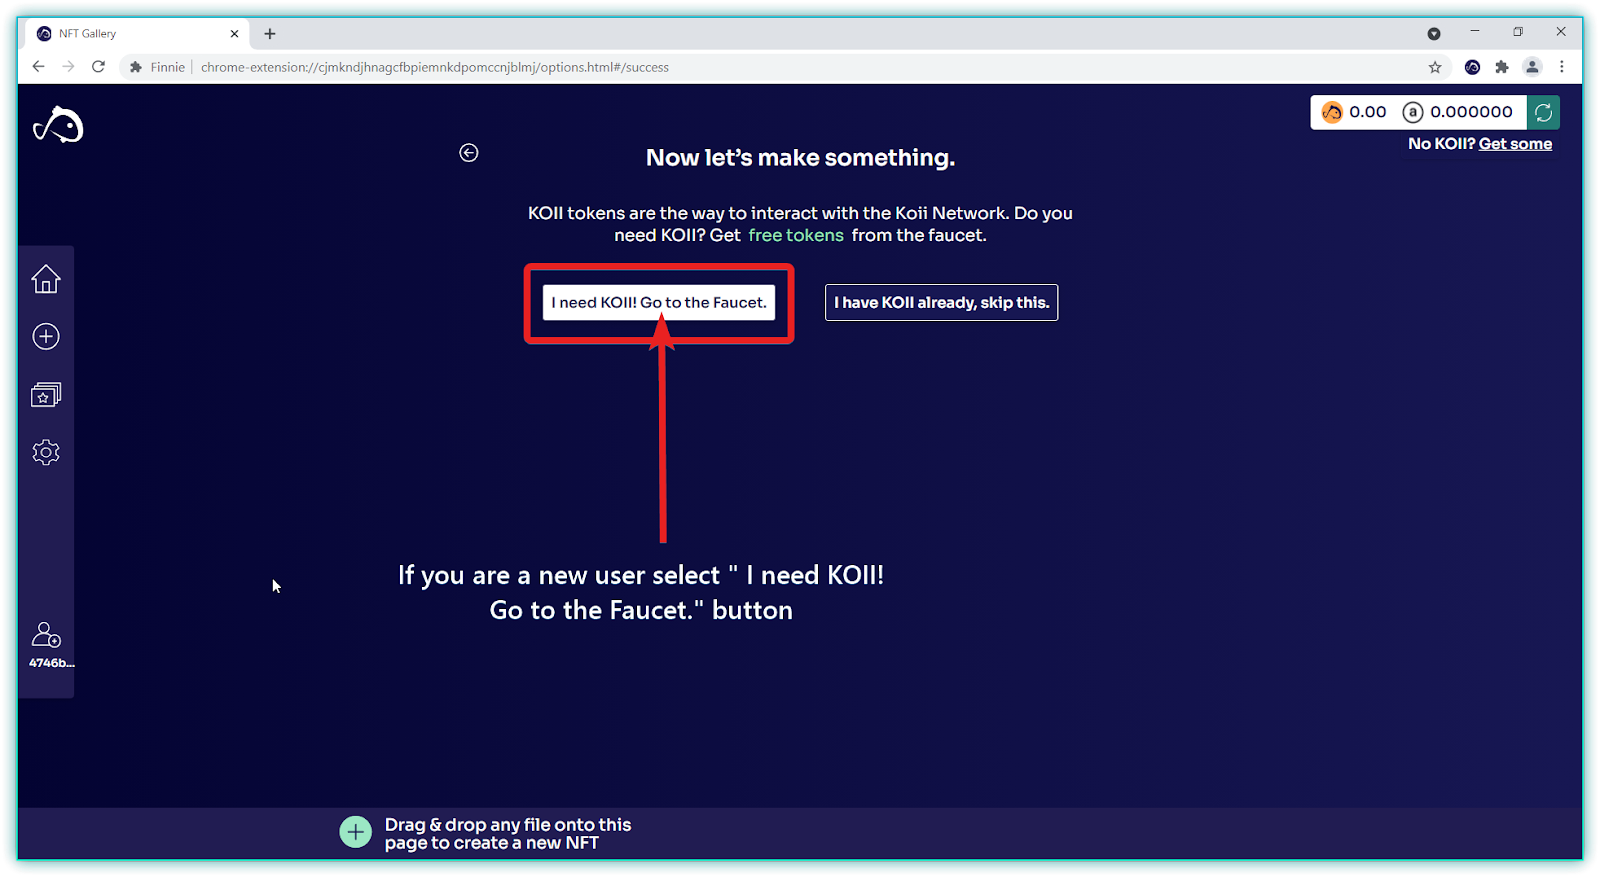 NFT Gallery
Finnie
chrome-extension://cjmkndjhnagcfbpiemnkdpomccnjblmj/options.html#/success
0.00
a 0.000000
No KOII? Get some
Now let’s make something.
KOII tokens are the way to interact with the Koii Network. Do you
need KOII? Get free tokens from the faucet.
I need KOII! Go to the Faucet.
I have KOII already, skip this.
If you are a new user select " I need KOII!
Go to the Faucet." button
4746b...
Drag & drop any file onto this
page to create a new NFT